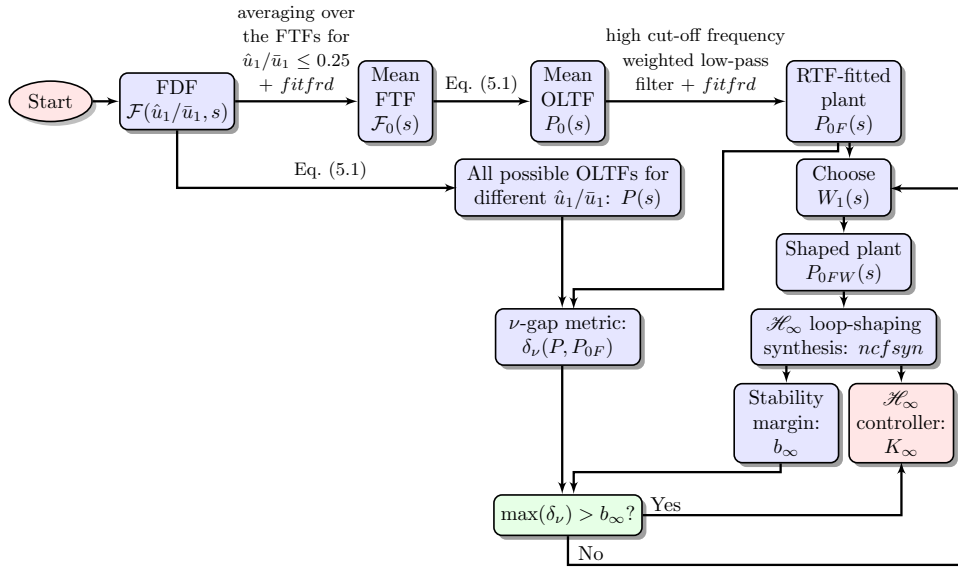 averaging over
the FTFs for
û₁/ū₁ ≤ 0.25
+ fitfrd
high cut-off frequency
weighted low-pass
filter + fitfrd
Start
FDF
ℱ(û₁/ū₁, s)
Mean
FTF
ℱ₀(s)
Eq. (5.1)
Mean
OLTF
P₀(s)
RTF-fitted
plant
P₀F(s)
Eq. (5.1)
All possible OLTFs for
different û₁/ū₁: P(s)
Choose
W₁(s)
Shaped plant
P₀FW(s)
ν-gap metric:
δν(P, P₀F)
ℋ∞ loop-shaping
synthesis: ncfsyn
Stability
margin:
b∞
ℋ∞
controller:
K∞
max(δν) > b∞?
Yes
No